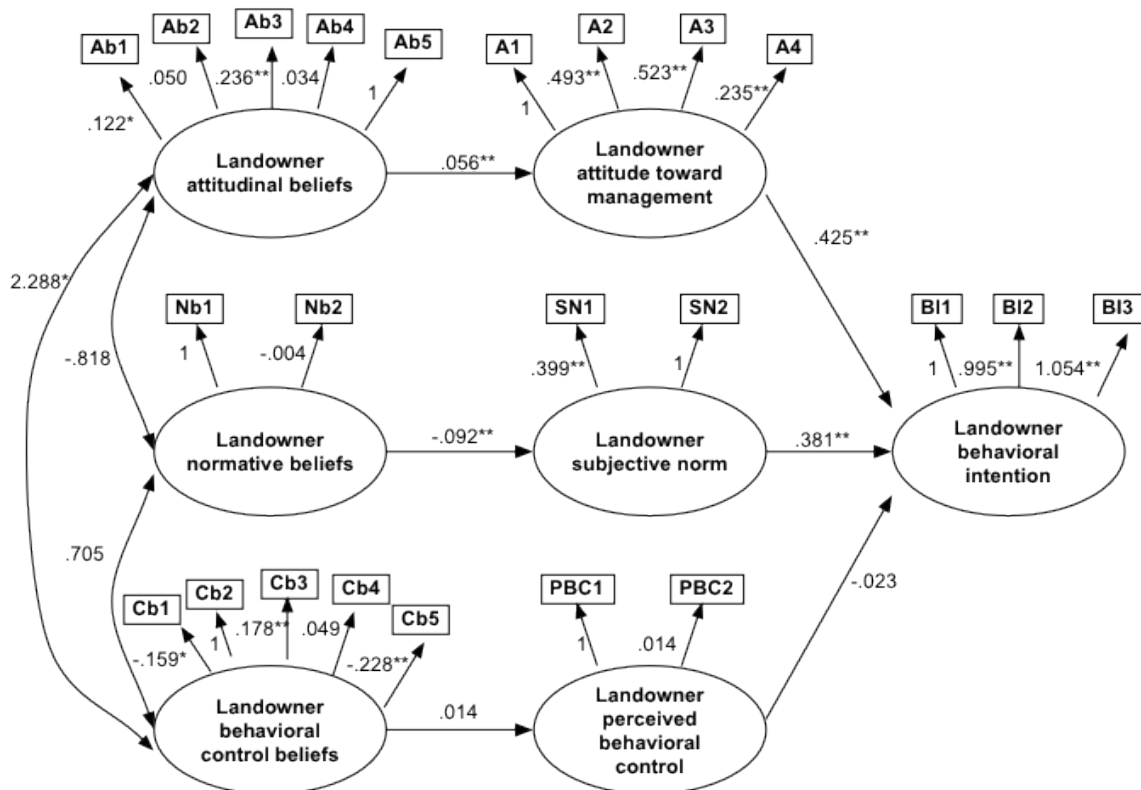 Ab1
Ab2
Ab3
Ab4
Ab5
A1
A2
A3
A4
.122*
.050
.236**
.034
1
1
.493**
.523**
.235**
Landowner
attitudinal beliefs
.056**
Landowner
attitude toward
management
.425**
2.288*
-.818
Nb1
Nb2
1
-.004
SN1
SN2
.399**
1
BI1
BI2
BI3
1
.995**
1.054**
Landowner
normative beliefs
-.092**
Landowner
subjective norm
.381**
Landowner
behavioral
intention
.705
Cb1
Cb2
Cb3
Cb4
Cb5
-.159*
1
.178**
.049
-.228**
PBC1
PBC2
1
.014
-.023
Landowner
behavioral
control beliefs
.014
Landowner
perceived
behavioral
control